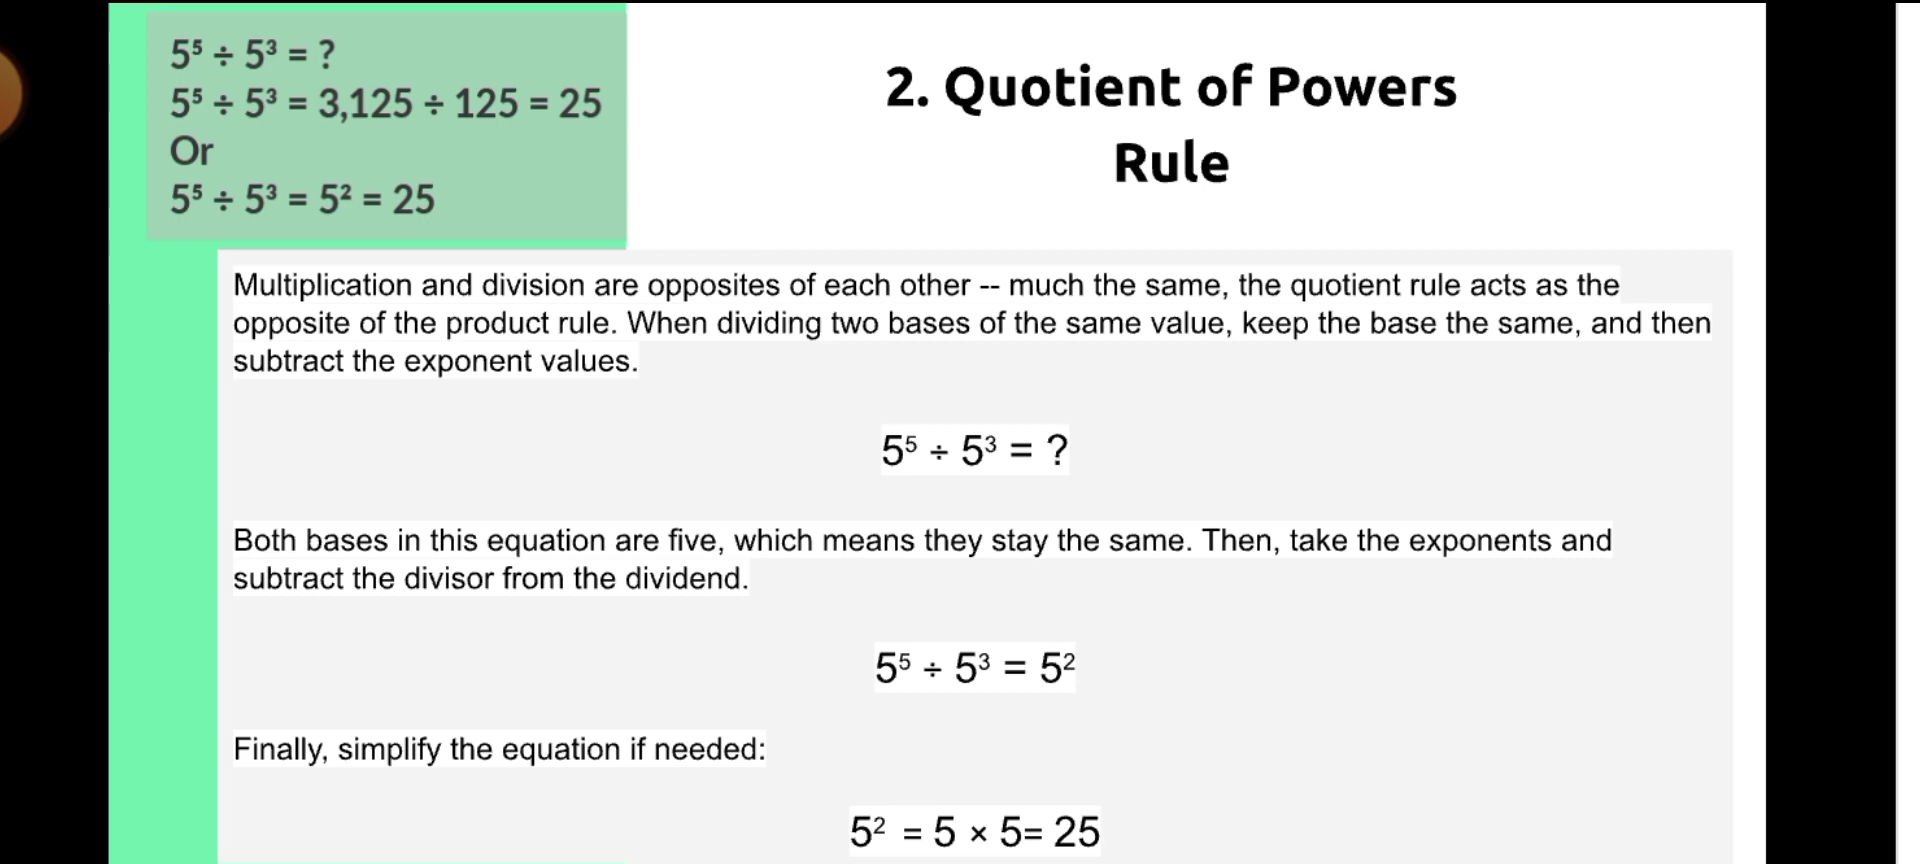 5⁵ ÷ 5³ = ?
5⁵ ÷ 5³ = 3,125 ÷ 125 = 25
Or
5⁵ ÷ 5³ = 5² = 25
2. Quotient of Powers
Rule
Multiplication and division are opposites of each other -- much the same, the quotient rule acts as the
opposite of the product rule. When dividing two bases of the same value, keep the base the same, and then
subtract the exponent values.
5⁵ ÷ 5³ = ?
Both bases in this equation are five, which means they stay the same. Then, take the exponents and
subtract the divisor from the dividend.
5⁵ ÷ 5³ = 5²
Finally, simplify the equation if needed:
5² = 5 × 5= 25